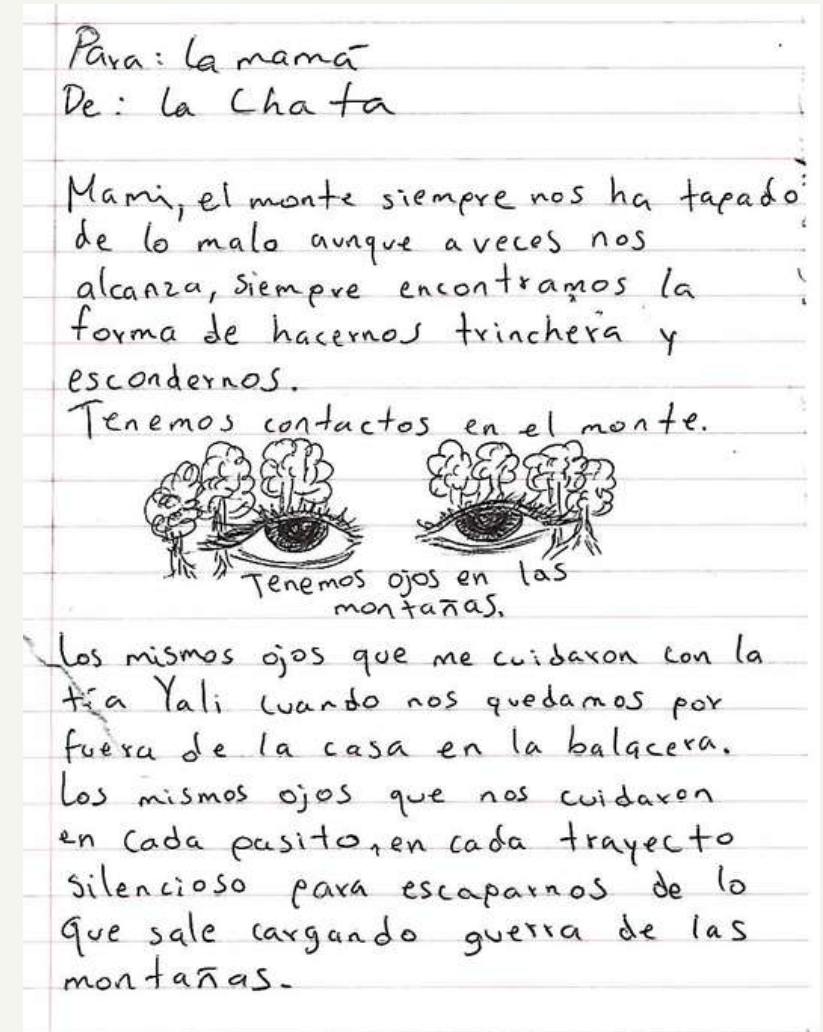 Para: la mamá
De: la Chata
Mami, el monte siempre nos ha tapado
de lo malo aunque aveces nos
alcanza, siempre encontramos la
forma de hacernos trinchera y
escondernos.
Tenemos contactos en el monte.
Tenemos ojos en las
montañas.
Los mismos ojos que me cuidaron con la
tía Yali cuando nos quedamos por
fuera de la casa en la balacera.
Los mismos ojos que nos cuidaron
en cada pasito, en cada trayecto
silencioso para escaparnos de lo
que sale cargando guerra de las
montañas.